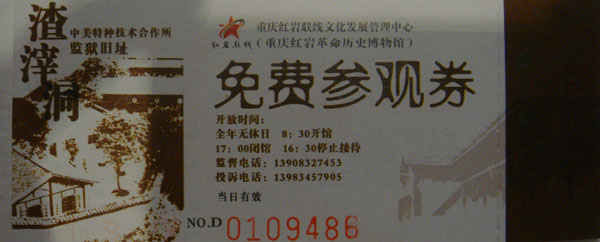 渣滓洞
中美特种技术合作所
监狱旧址
红岩联线
重庆红岩联线文化发展管理中心
(重庆红岩革命历史博物馆)
免费参观券
开放时间:
全年无休日 8:30开馆
17:00闭馆 16:30停止接待
监督电话:13908327453
投诉电话:13983457905
当日有效
NO.D 0109486